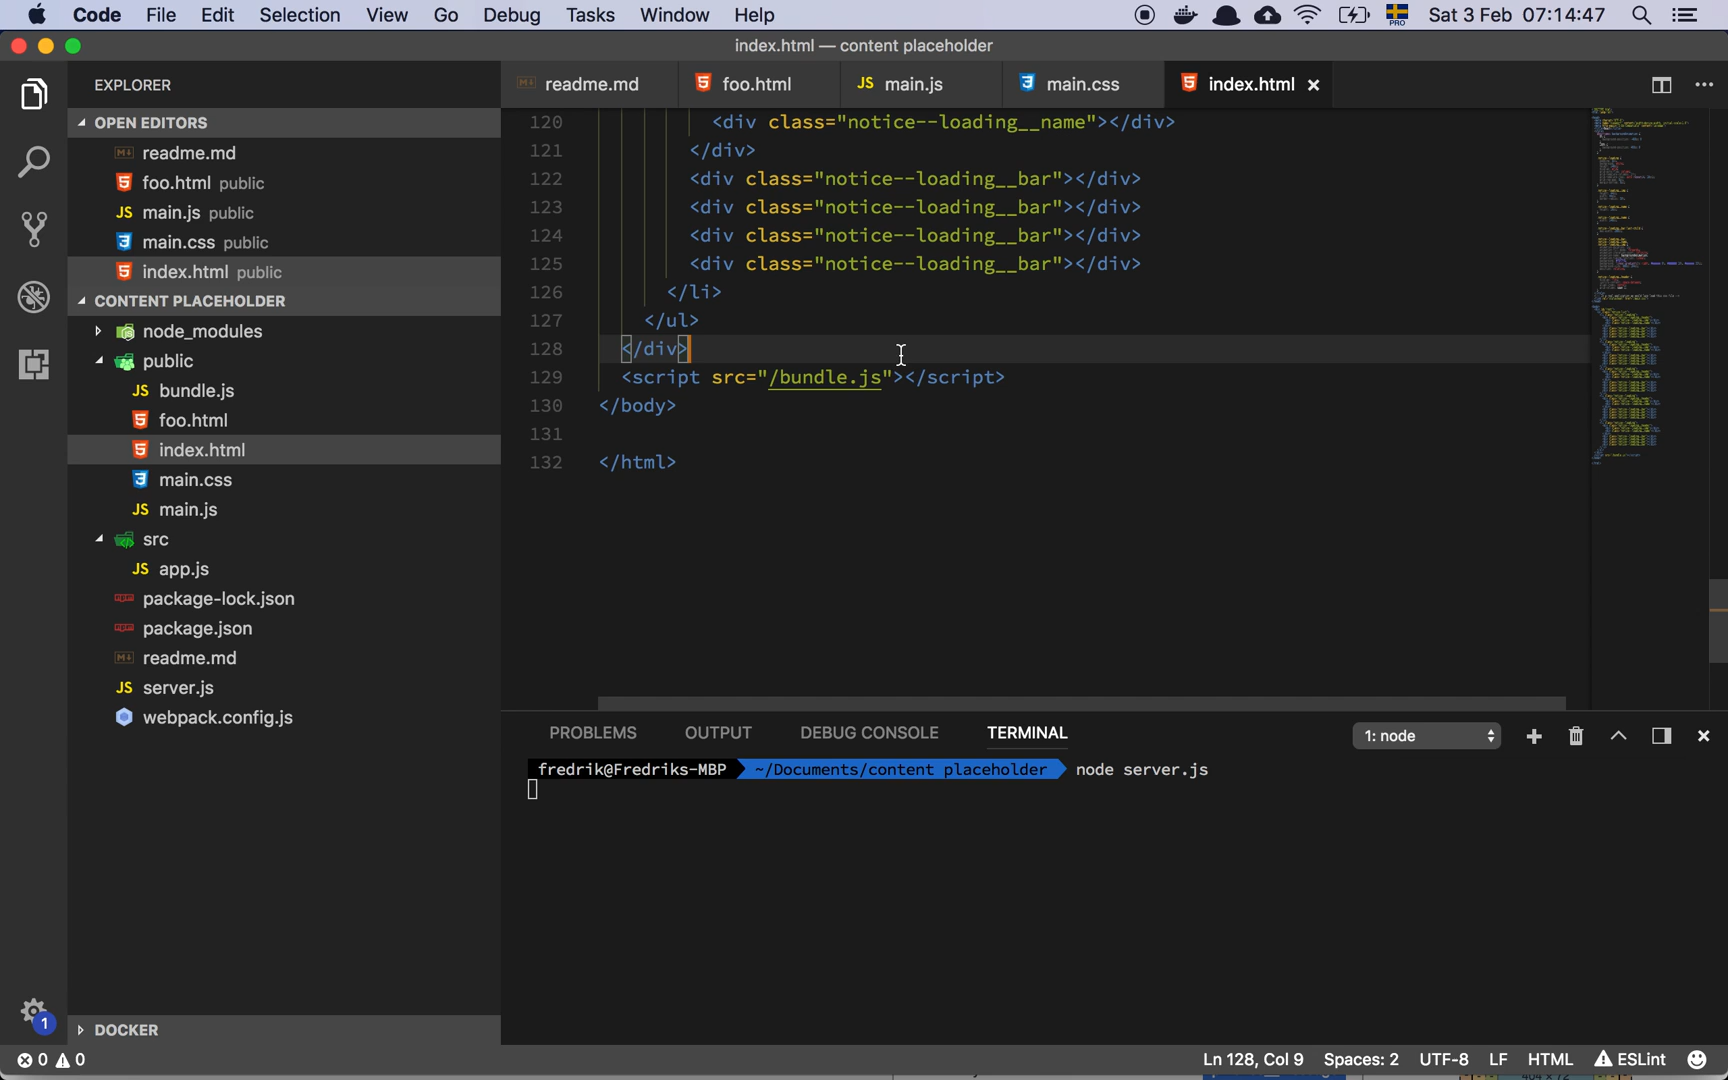 Code File Edit Selection View Go Debug Tasks Window Help PRO Sat 3 Feb 07:14:47
index.html — content placeholder
EXPLORER
readme.md foo.html JS main.js main.css index.html
OPEN EDITORS
readme.md
foo.html public
JS main.js public
main.css public
index.html public
CONTENT PLACEHOLDER
node_modules
public
JS bundle.js
foo.html
index.html
main.css
JS main.js
src
JS app.js
package-lock.json
package.json
readme.md
JS server.js
webpack.config.js
DOCKER
120 <div class="notice--loading__name"></div>
121 </div>
122 <div class="notice--loading__bar"></div>
123 <div class="notice--loading__bar"></div>
124 <div class="notice--loading__bar"></div>
125 <div class="notice--loading__bar"></div>
126 </li>
127 </ul>
128 </div>
129 <script src="/bundle.js"></script>
130 </body>
131
132 </html>
PROBLEMS OUTPUT DEBUG CONSOLE TERMINAL 1: node
fredrik@Fredriks-MBP ~/Documents/content placeholder node server.js
1
0 0 Ln 128, Col 9 Spaces: 2 UTF-8 LF HTML ESLint